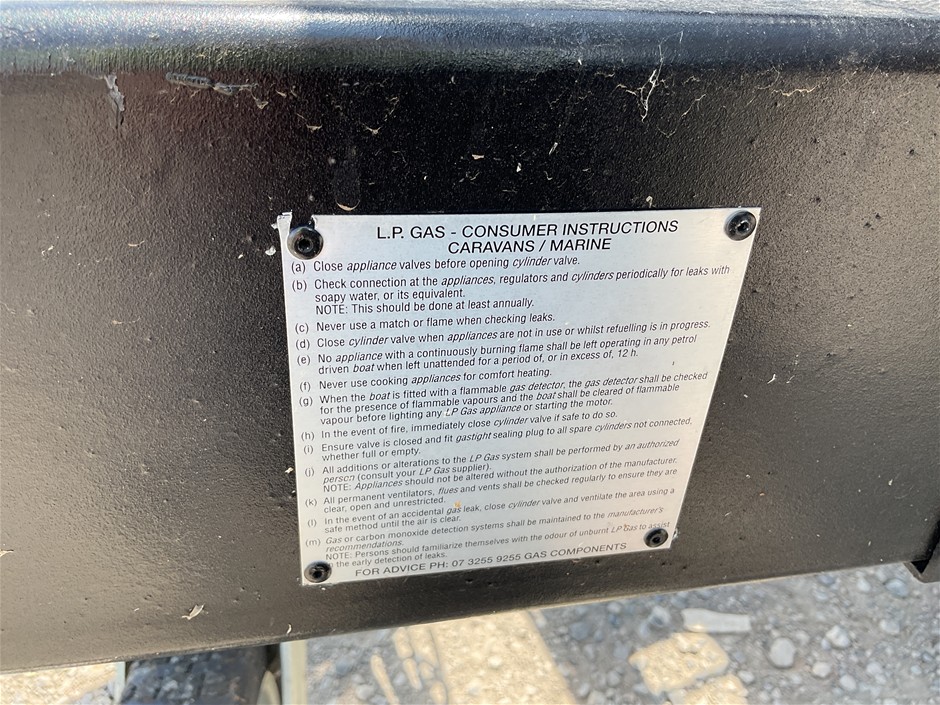 L.P. GAS - CONSUMER INSTRUCTIONS
CARAVANS / MARINE
(a) Close appliance valves before opening cylinder valve.
(b) Check connection at the appliances, regulators and cylinders periodically for leaks with
soapy water, or its equivalent.
NOTE: This should be done at least annually.
(c) Never use a match or flame when checking leaks.
(d) Close cylinder valve when appliances are not in use or whilst refuelling is in progress.
(e) No appliance with a continuously burning flame shall be left operating in any petrol
driven boat when left unattended for a period of, or in excess of, 12 h.
(f) Never use cooking appliances for comfort heating.
(g) When the boat is fitted with a flammable gas detector, the gas detector shall be checked
for the presence of flammable vapours and the boat shall be cleared of flammable
vapour before lighting any LP Gas appliance or starting the motor.
(h) In the event of fire, immediately close cylinder valve if safe to do so.
(i) Ensure valve is closed and fit gastight sealing plug to all spare cylinders not connected,
whether full or empty.
(j) All additions or alterations to the LP Gas system shall be performed by an authorized
person (consult your LP Gas supplier).
NOTE: Appliances should not be altered without the authorization of the manufacturer.
(k) All permanent ventilators, flues and vents shall be checked regularly to ensure they are
clear, open and unrestricted.
(l) In the event of an accidental gas leak, close cylinder valve and ventilate the area using a
safe method until the air is clear.
(m) Gas or carbon monoxide detection systems shall be maintained to the manufacturer's
recommendations.
NOTE: Persons should familiarize themselves with the odour of unburnt LP Gas to assist
the early detection of leaks.
FOR ADVICE PH: 07 3255 9255 GAS COMPONENTS